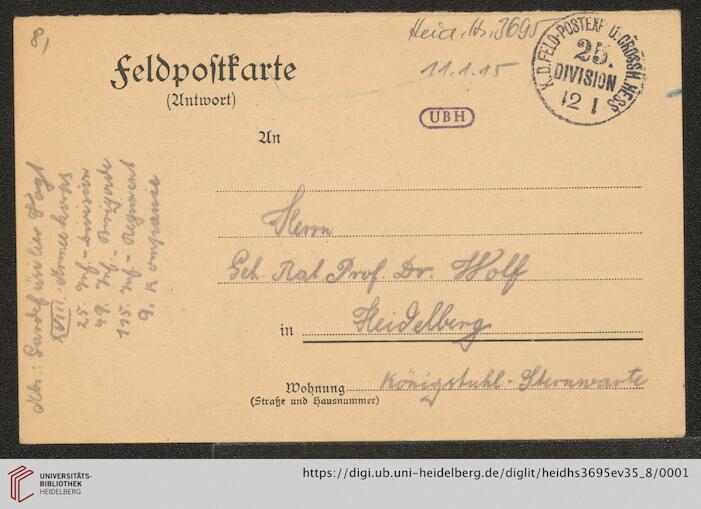 8,
Heid. Hs. 3695
11.1.15
Feldpostkarte
(Antwort)
K.D.FELD-POSTEXP. D. GROSSH. HESS
25.
DIVISION
12 1
UBH
An
Herrn
Geh. Rat Prof. Dr. Wolf
in Heidelberg
Wohnung Königstuhl-Sternwarte
(Straße und Hausnummer)
Abs.: Gardefüsilier Vogt
XVIII. Armeekorps
25. Inf-Division
49. Inf. Brigade
115. Inf-Regiment
9. Kompanie
UNIVERSITÄTS-
BIBLIOTHEK
HEIDELBERG
https://digi.ub.uni-heidelberg.de/diglit/heidhs3695ev35_8/0001